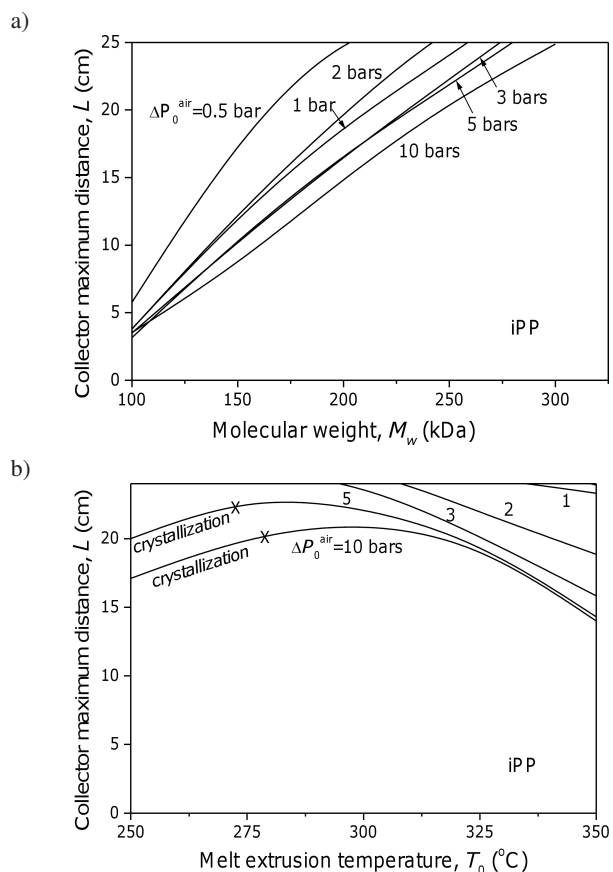 a)
25
20
15
10
5
0
Collector maximum distance, L (cm)
ΔP₀ᵃⁱʳ=0.5 bar
2 bars
1 bar
3 bars
5 bars
10 bars
iPP
100 150 200 250 300
Molecular weight, M_w (kDa)
b)
20
15
10
5
0
Collector maximum distance, L (cm)
crystallization
crystallization
5
3
2
1
ΔP₀ᵃⁱʳ=10 bars
iPP
250 275 300 325 350
Melt extrusion temperature, T₀ (°C)